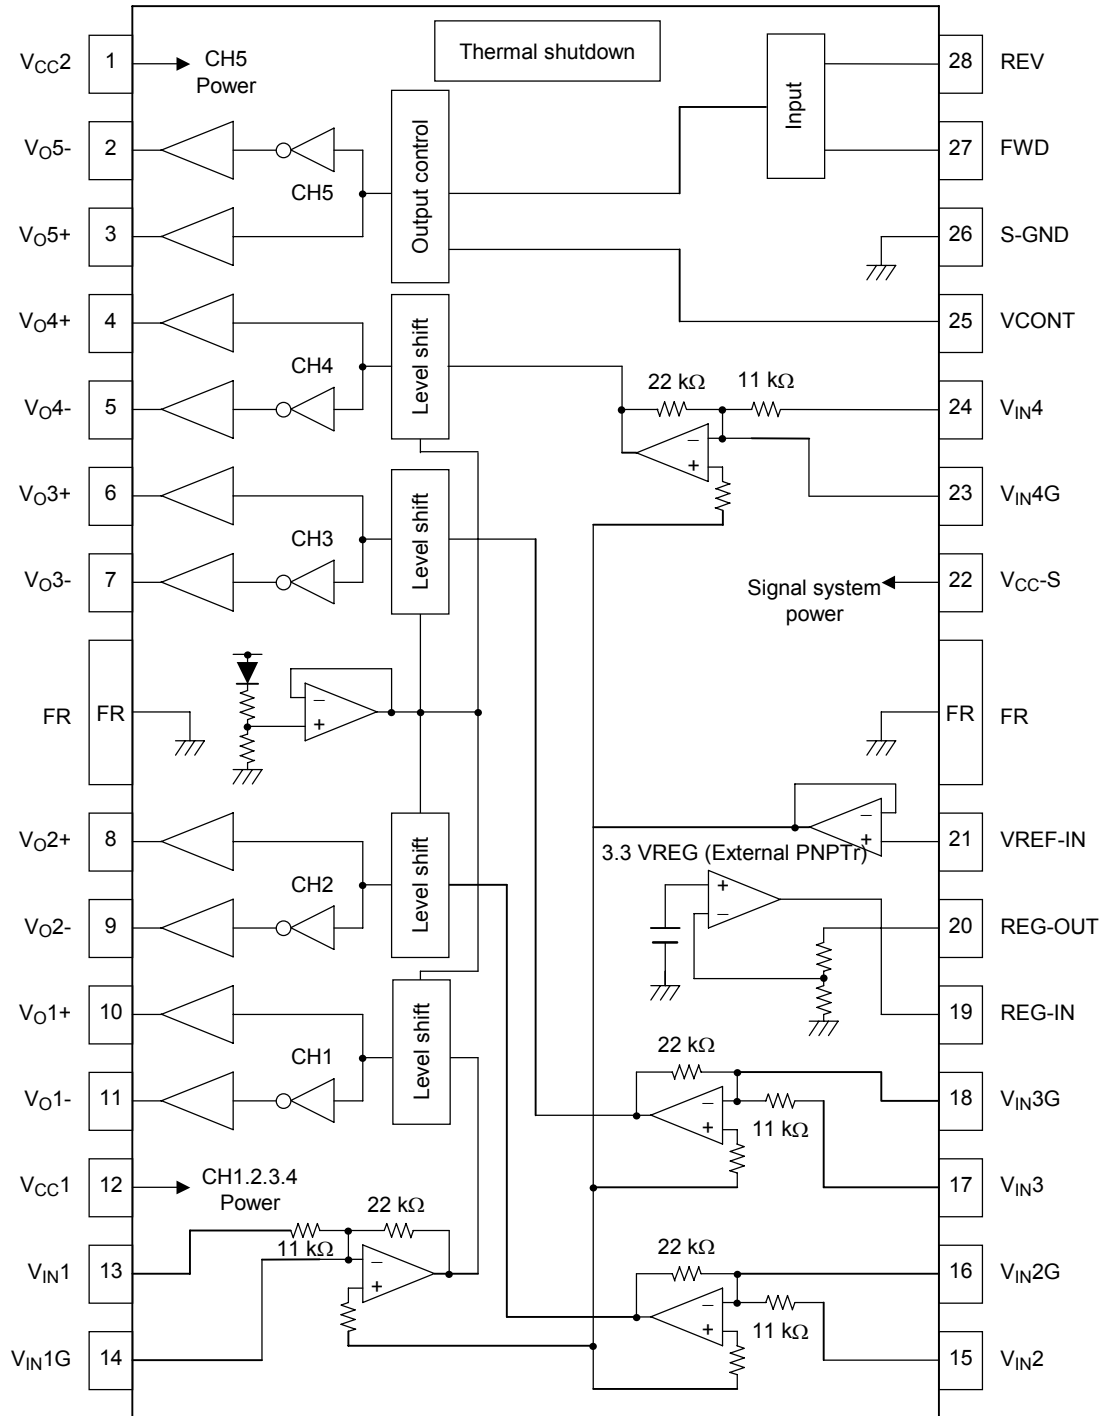 Thermal shutdown
VCC2 1
CH5
Power
28 REV
Input
VO5- 2
27 FWD
CH5
Output control
VO5+ 3
26 S-GND
VO4+ 4
25 VCONT
CH4
Level shift
22 kΩ 11 kΩ
VO4- 5
24 VIN4
−
+
VO3+ 6
23 VIN4G
CH3
Level shift
VO3- 7
Signal system
power
22 VCC-S
FR FR
−
+
FR FR
VO2+ 8
−
+
21 VREF-IN
3.3 VREG (External PNPTr)
CH2
Level shift
+
−
VO2- 9
20 REG-OUT
VO1+ 10
19 REG-IN
CH1
Level shift
22 kΩ
VO1- 11
−
+
11 kΩ
18 VIN3G
VCC1 12
CH1.2.3.4
Power
17 VIN3
22 kΩ
11 kΩ
VIN1 13
−
+
22 kΩ
16 VIN2G
−
+
11 kΩ
VIN1G 14
15 VIN2